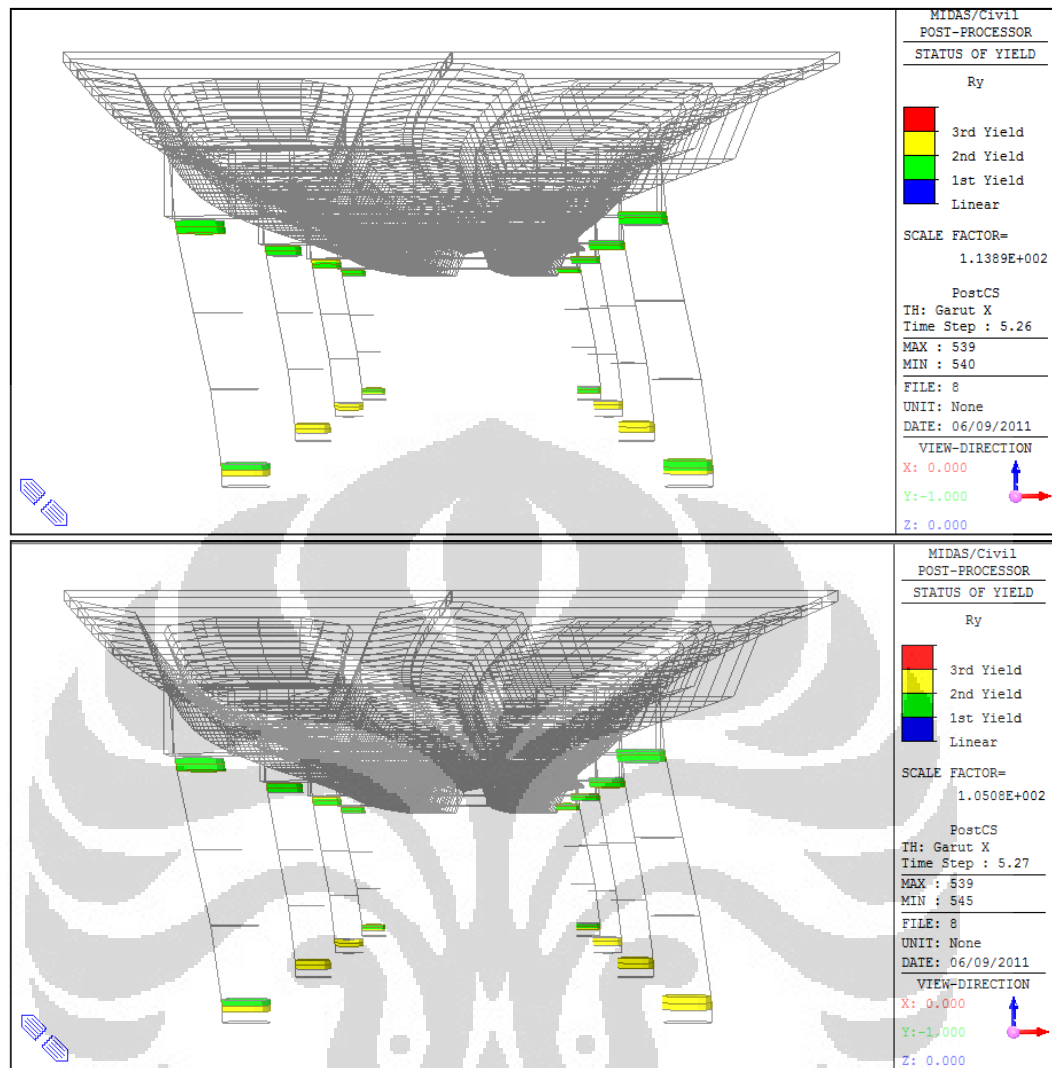 MIDAS/Civil
POST-PROCESSOR
STATUS OF YIELD
Ry
3rd Yield
2nd Yield
1st Yield
Linear
SCALE FACTOR=
1.1389E+002
PostCS
TH: Garut X
Time Step : 5.26
MAX : 539
MIN : 540
FILE: 8
UNIT: None
DATE: 06/09/2011
VIEW-DIRECTION
X: 0.000
Y:-1.000
Z: 0.000
MIDAS/Civil
POST-PROCESSOR
STATUS OF YIELD
Ry
3rd Yield
2nd Yield
1st Yield
Linear
SCALE FACTOR=
1.0508E+002
PostCS
TH: Garut X
Time Step : 5.27
MAX : 539
MIN : 545
FILE: 8
UNIT: None
DATE: 06/09/2011
VIEW-DIRECTION
X: 0.000
Y:-1.000
Z: 0.000